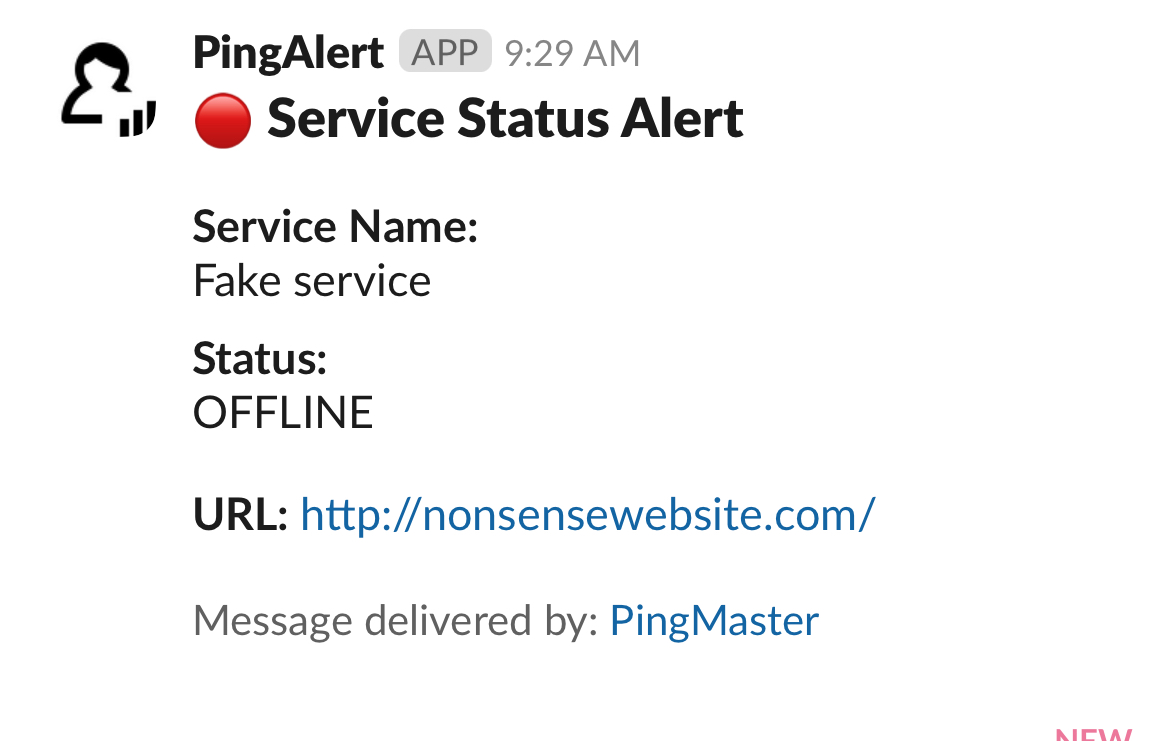 PingAlert APP 9:29 AM
Service Status Alert
Service Name:
Fake service
Status:
OFFLINE
URL: http://nonsensewebsite.com/
Message delivered by: PingMaster
NEW